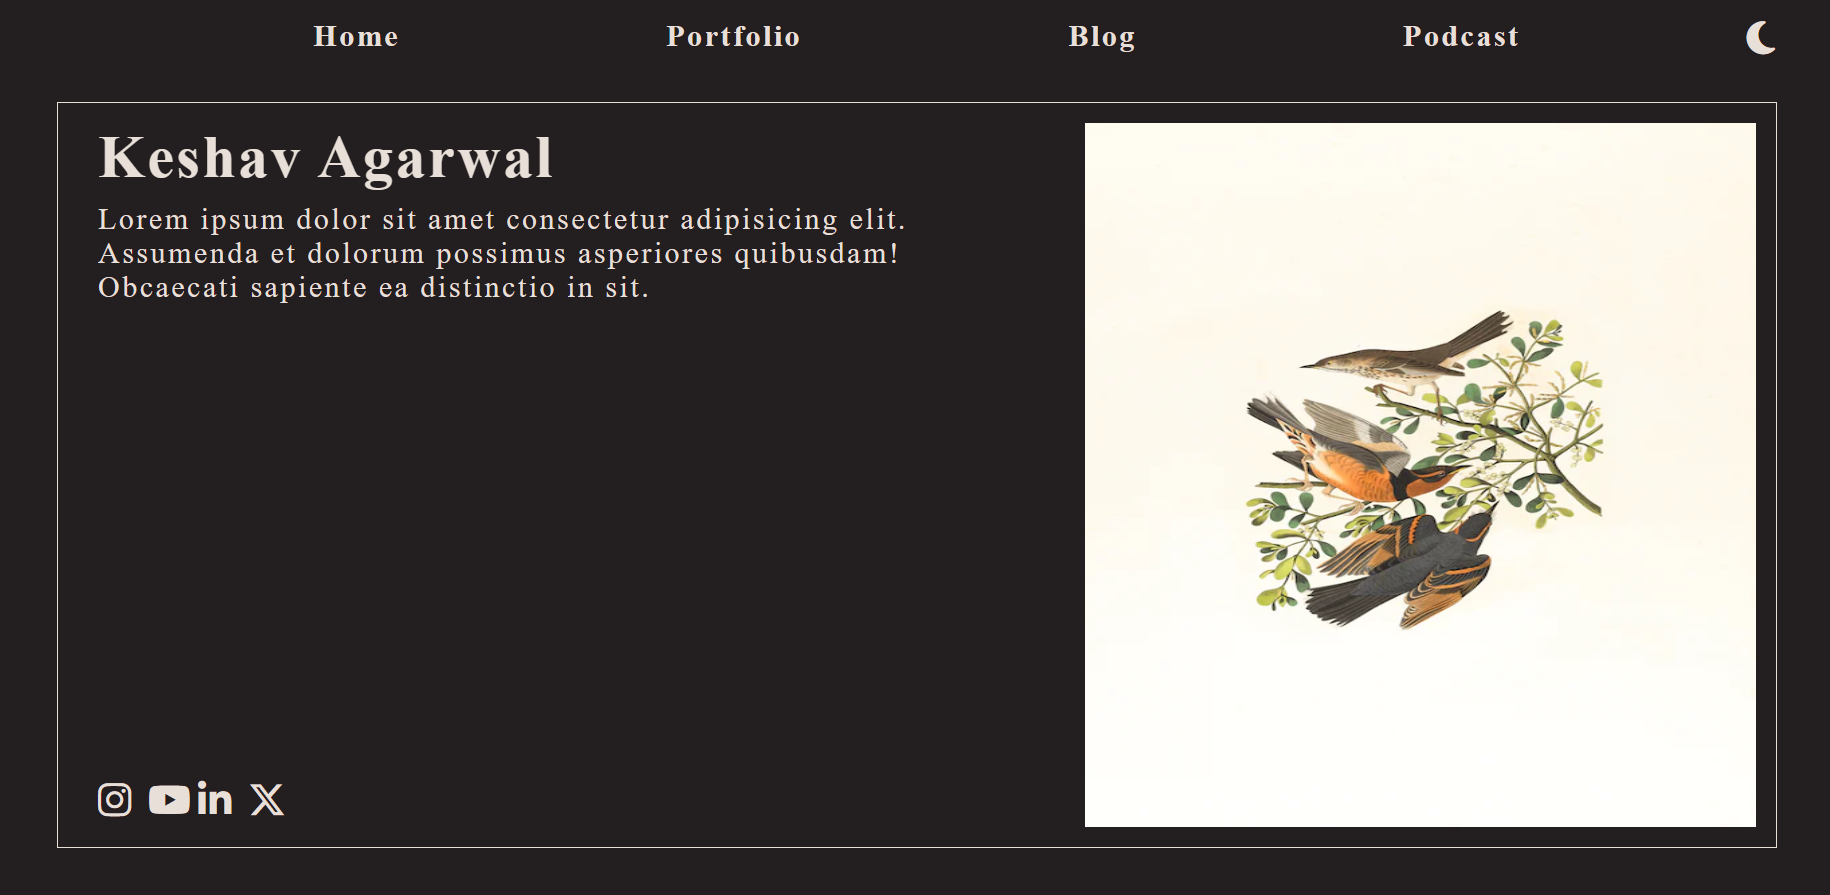 Home
Portfolio
Blog
Podcast
Keshav Agarwal
Lorem ipsum dolor sit amet consectetur adipisicing elit.
Assumenda et dolorum possimus asperiores quibusdam!
Obcaecati sapiente ea distinctio in sit.